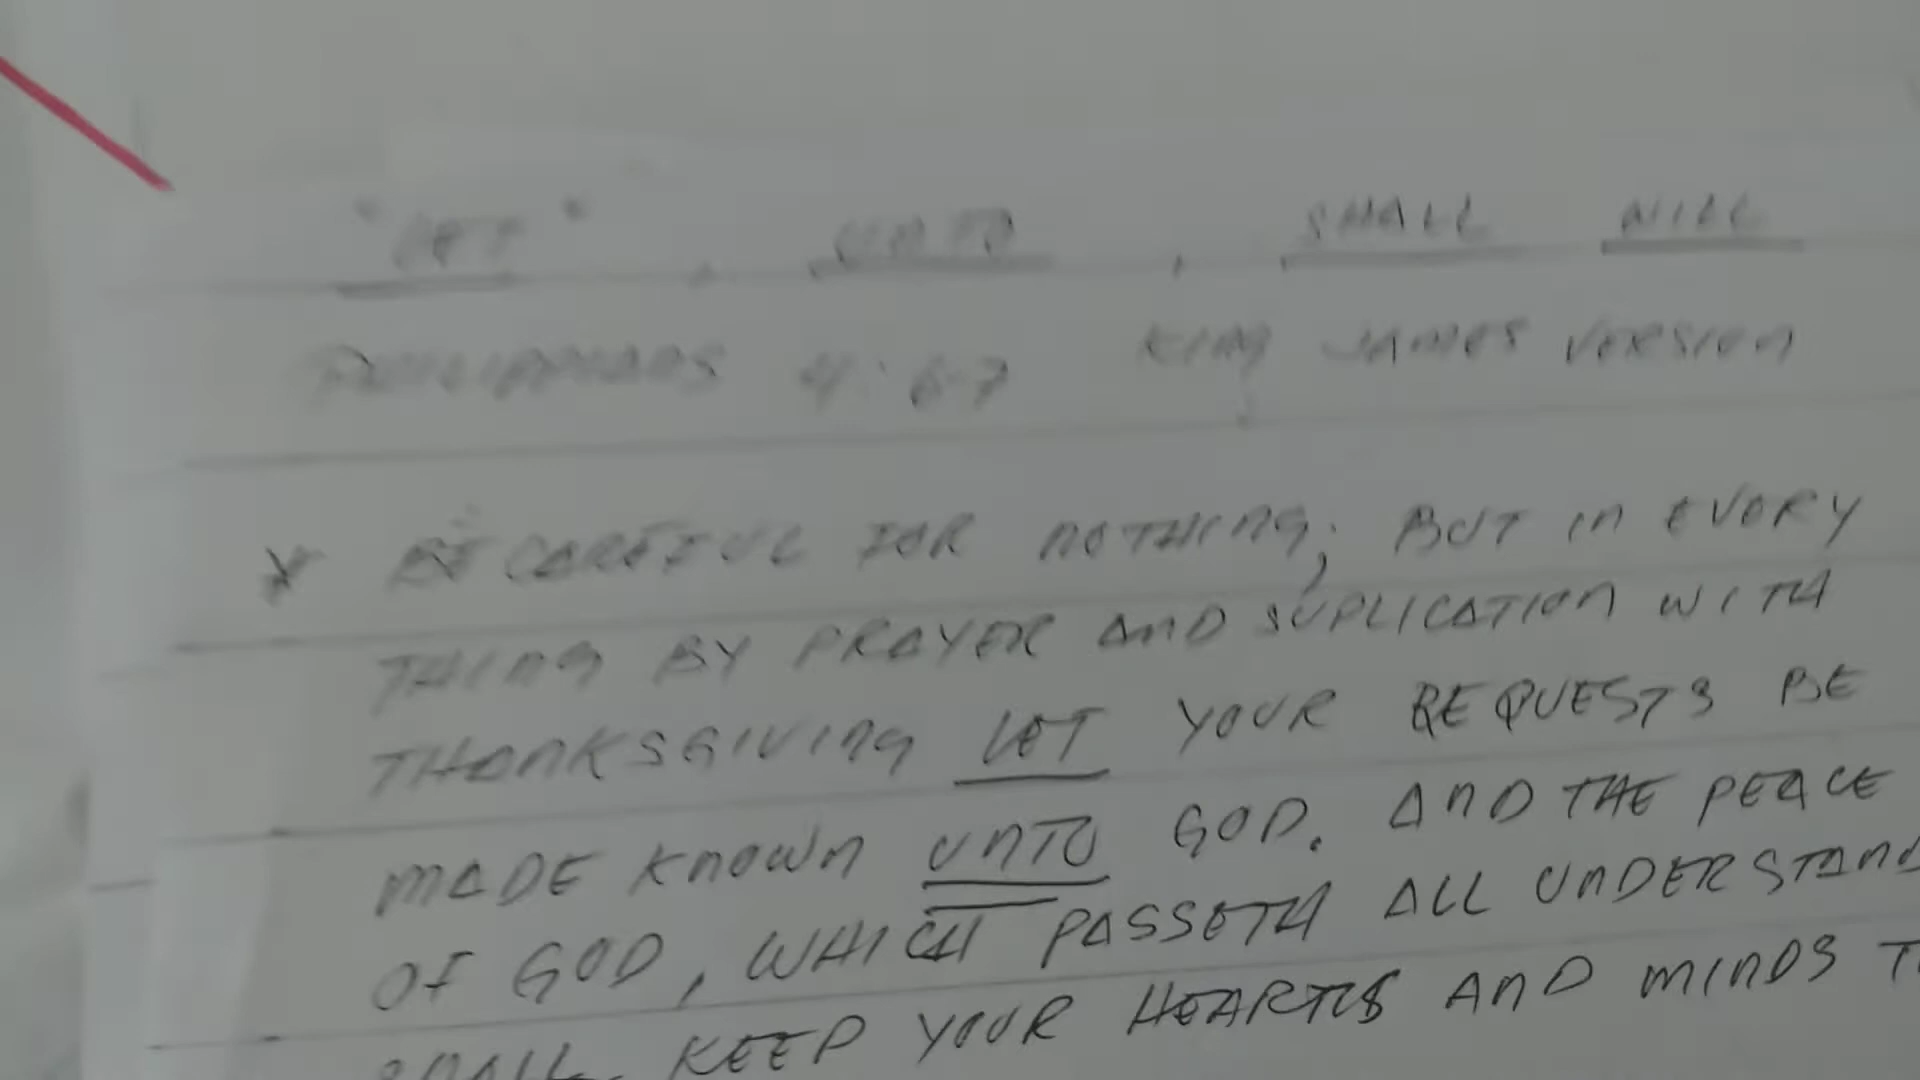 "LET" , UNTO , SHALL WILL
PHILIPPIANS 4:6-7 KING JAMES VERSION
* BE CAREFUL FOR NOTHING; BUT IN EVERY
THING BY PRAYER AND SUPLICATION WITH
THANKSGIVING LET YOUR REQUESTS BE
MADE KNOWN UNTO GOD. AND THE PEACE
OF GOD, WHICH PASSETH ALL UNDERSTAND
SHALL KEEP YOUR HEARTS AND MINDS T